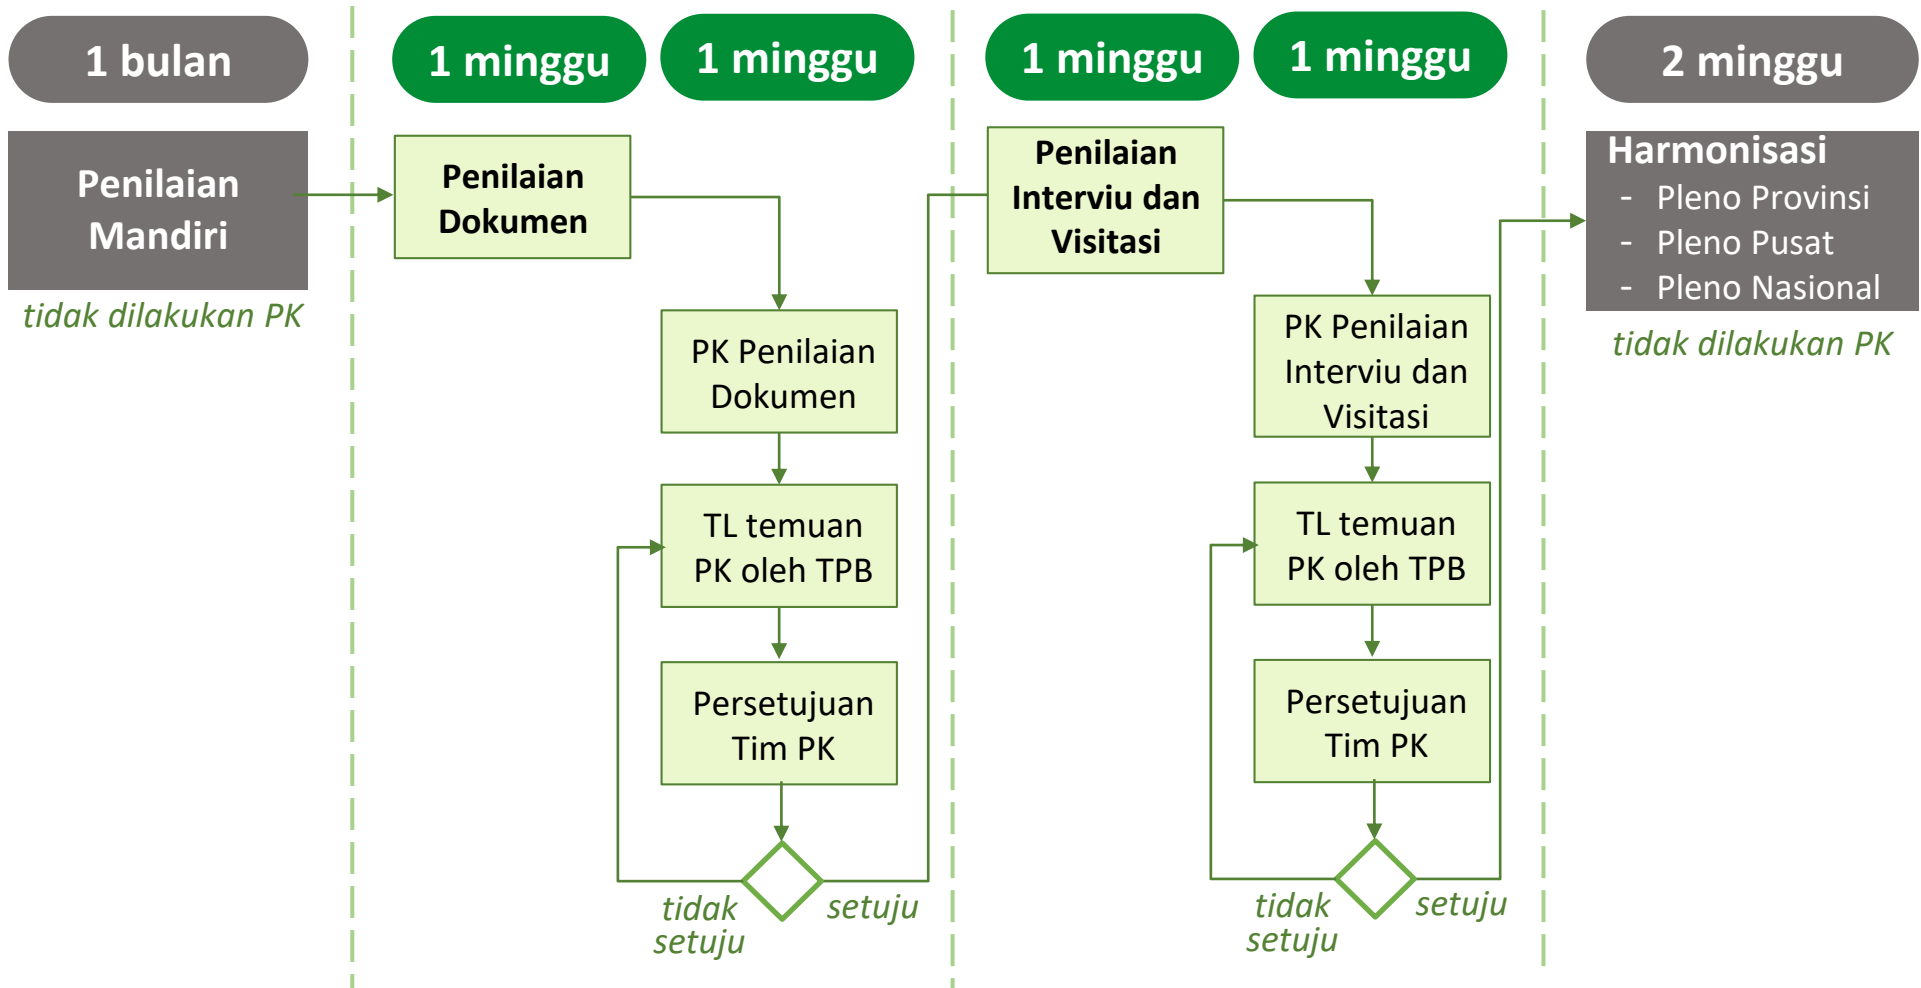 1 bulan
1 minggu
1 minggu
1 minggu
1 minggu
2 minggu
Penilaian
Mandiri
tidak dilakukan PK
Penilaian
Dokumen
PK Penilaian
Dokumen
TL temuan
PK oleh TPB
Persetujuan
Tim PK
tidak
setuju
setuju
Penilaian
Interviu dan
Visitasi
PK Penilaian
Interviu dan
Visitasi
TL temuan
PK oleh TPB
Persetujuan
Tim PK
tidak
setuju
setuju
Harmonisasi
- Pleno Provinsi
- Pleno Pusat
- Pleno Nasional
tidak dilakukan PK